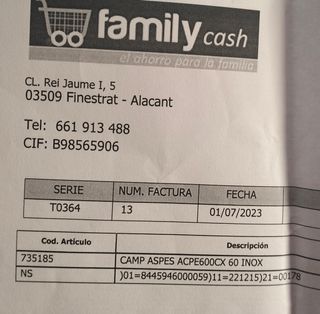 family cash
el ahorro para la familia
CL. Rei Jaume I, 5
03509 Finestrat - Alacant
Tel: 661 913 488
CIF: B98565906
SERIE NUM. FACTURA FECHA
T0364 13 01/07/2023
Cod. Artículo Descripción
735185 CAMP ASPES ACPE600CX 60 INOX
NS )01=8445946000059)11=221215)21=00178